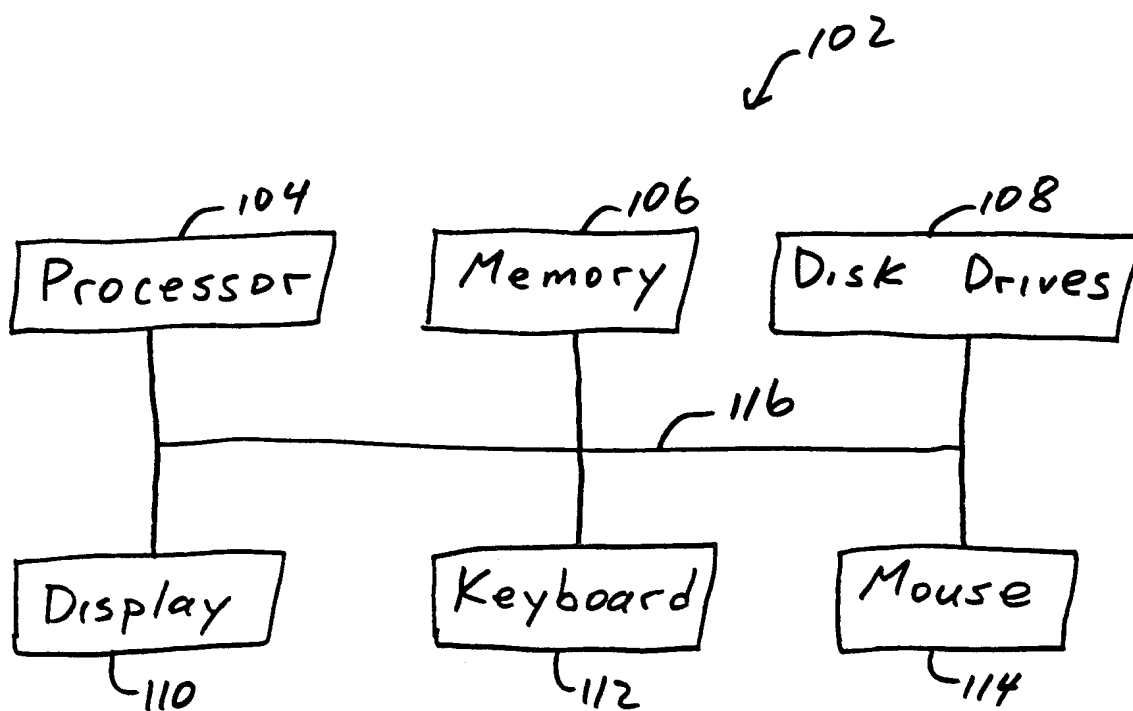 102
104 106 108
Processor Memory Disk Drives
116
Display Keyboard Mouse
110 112 114